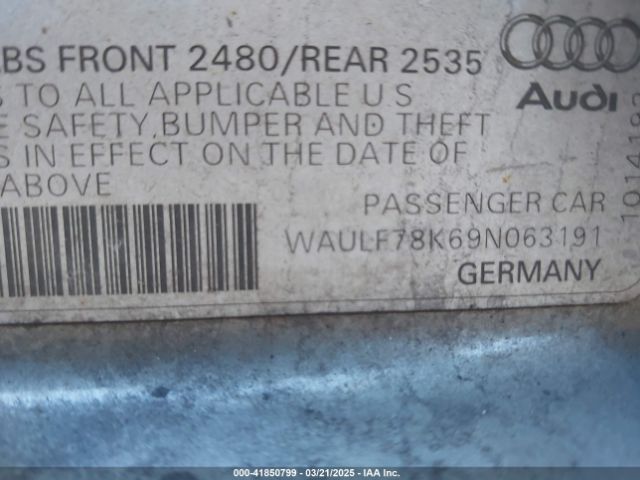 LBS FRONT 2480/REAR 2535
S TO ALL APPLICABLE U S
E SAFETY, BUMPER AND THEFT
S IN EFFECT ON THE DATE OF
ABOVE
Audi
PASSENGER CAR
WAULF78K69N063191
GERMANY
000-41850799 — 03/21/2025 — IAA Inc.